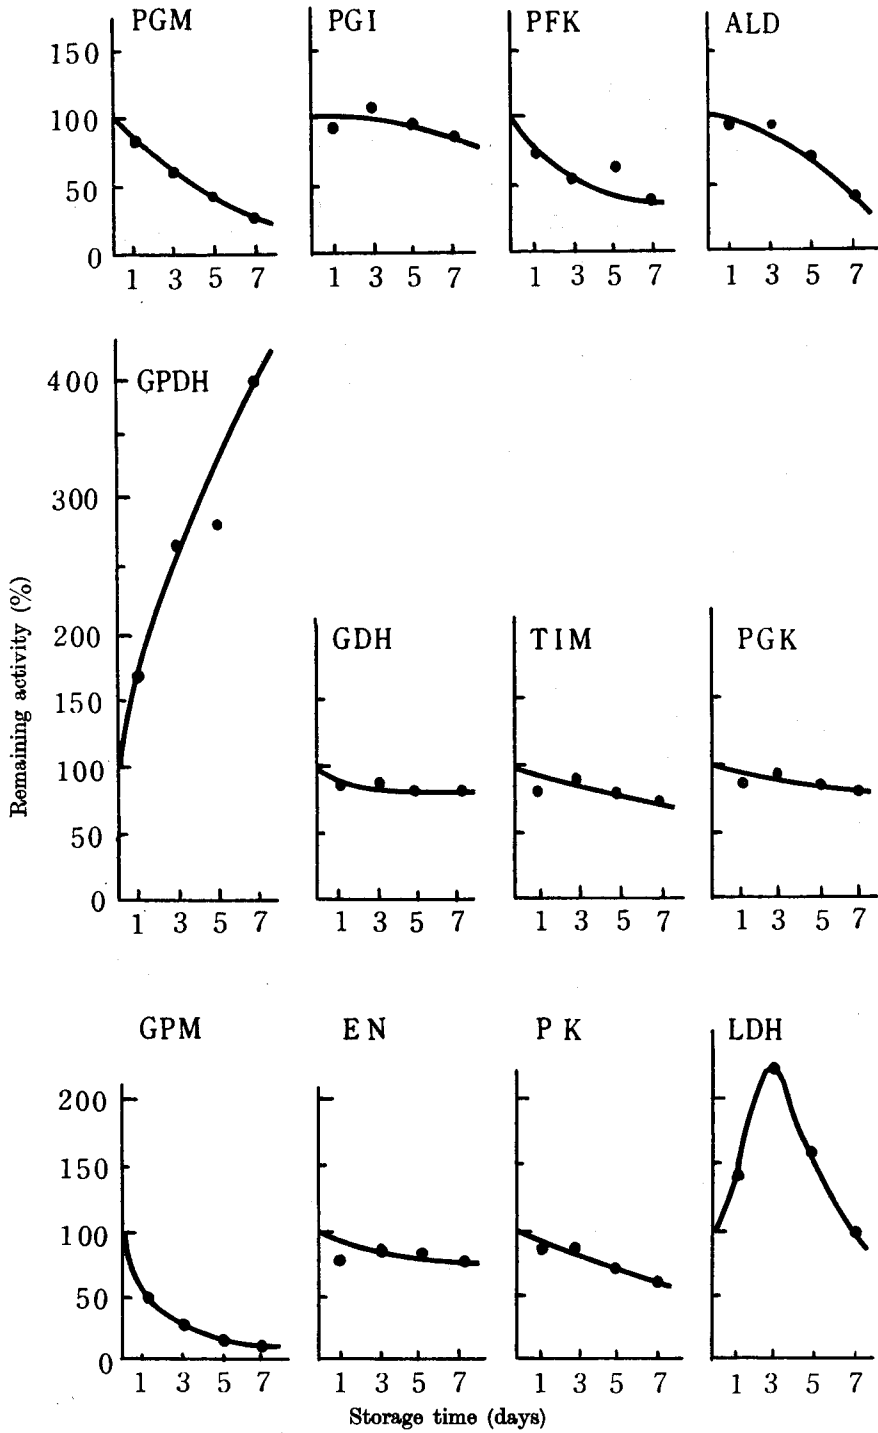 PGM PGI PFK ALD
150
100
50
0
1 3 5 7 1 3 5 7 1 3 5 7 1 3 5 7
GPDH
400
300
200
150
100
50
0
GDH TIM PGK
1 3 5 7 1 3 5 7 1 3 5 7 1 3 5 7
Remaining activity (%)
GPM EN PK LDH
200
150
100
50
0
1 3 5 7 1 3 5 7 1 3 5 7 1 3 5 7
Storage time (days)